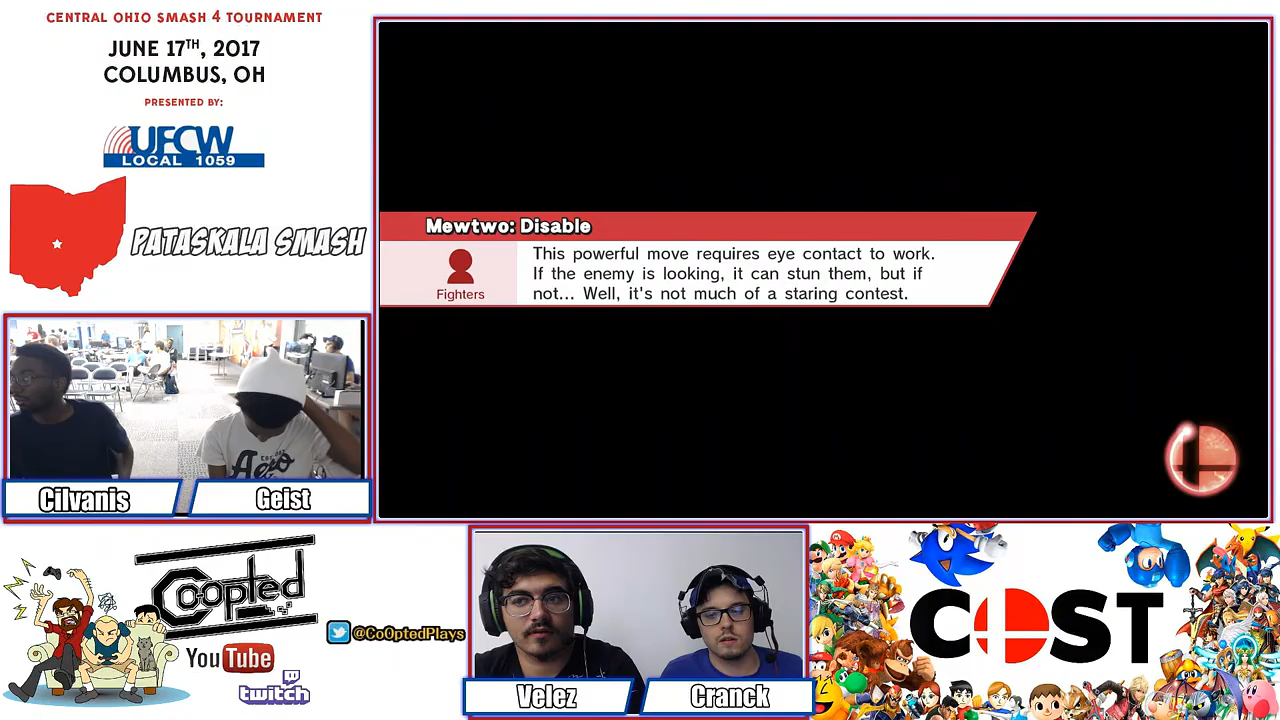 CENTRAL OHIO SMASH 4 TOURNAMENT
JUNE 17TH, 2017
COLUMBUS, OH
PRESENTED BY:
UFCW
LOCAL 1059
PATASKALA SMASH
Mewtwo: Disable
Fighters
This powerful move requires eye contact to work.
If the enemy is looking, it can stun them, but if
not... Well, it's not much of a staring contest.
Aero
Cilvanis
Geist
CoOpted
YouTube
twitch
@CoOptedPlays
Velez
Cranck
COST